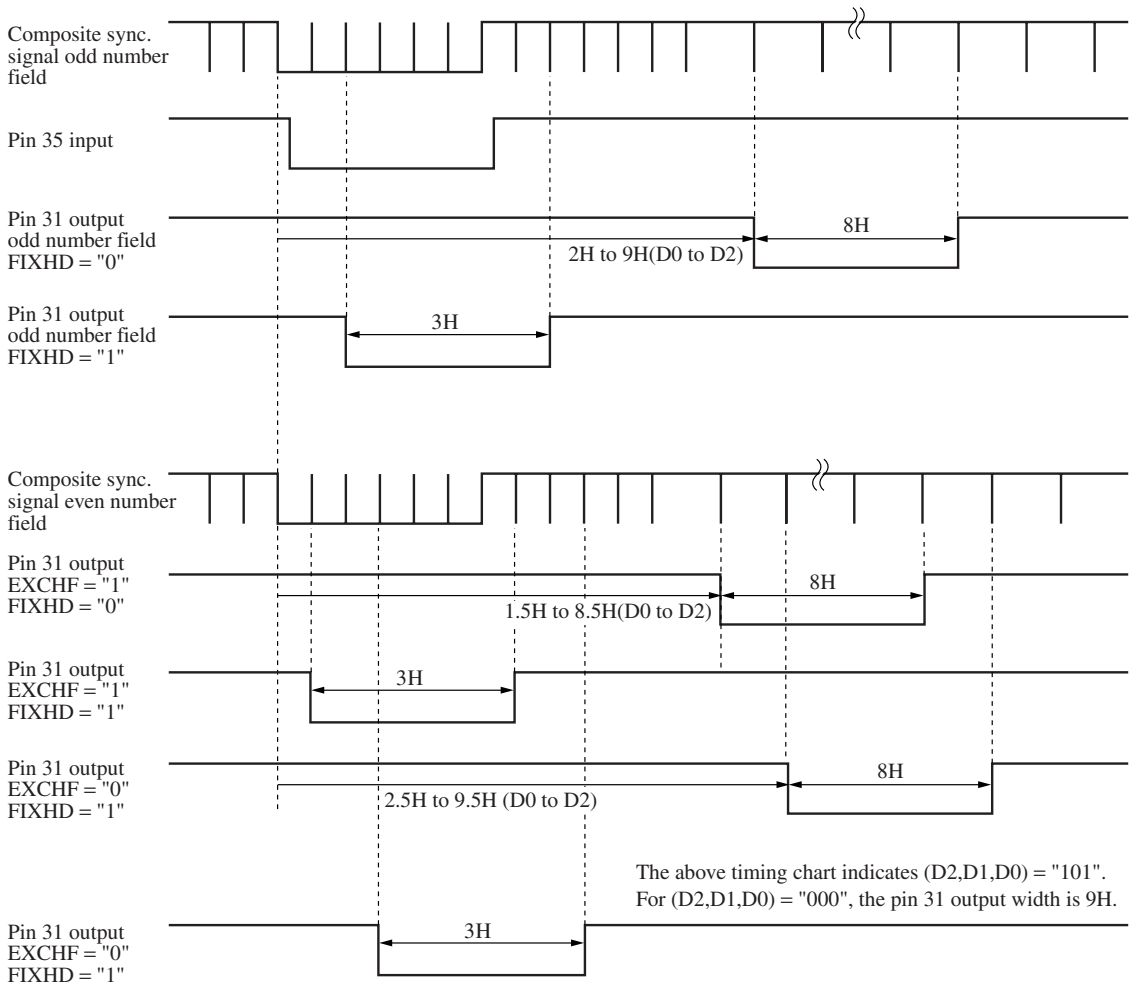 Composite sync.
signal odd number
field
Pin 35 input
Pin 31 output
odd number field
FIXHD = "0"
2H to 9H(D0 to D2)
8H
Pin 31 output
odd number field
FIXHD = "1"
3H
Composite sync.
signal even number
field
Pin 31 output
EXCHF = "1"
FIXHD = "0"
1.5H to 8.5H(D0 to D2)
8H
Pin 31 output
EXCHF = "1"
FIXHD = "1"
3H
Pin 31 output
EXCHF = "0"
FIXHD = "1"
2.5H to 9.5H (D0 to D2)
8H
The above timing chart indicates (D2,D1,D0) = "101".
For (D2,D1,D0) = "000", the pin 31 output width is 9H.
Pin 31 output
EXCHF = "0"
FIXHD = "1"
3H